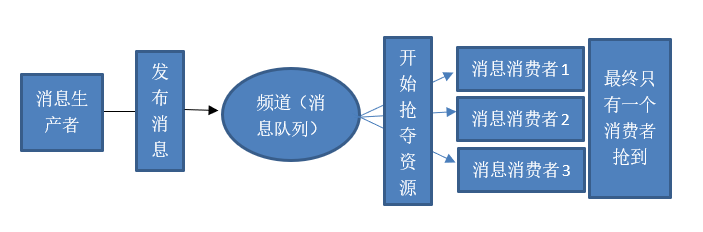 消息生
产者
发
布
消
息
频道（消
息队列）
开
始
抢
夺
资
源
消息消费者1
消息消费者2
消息消费者3
最终只
有一个
消费者
抢到